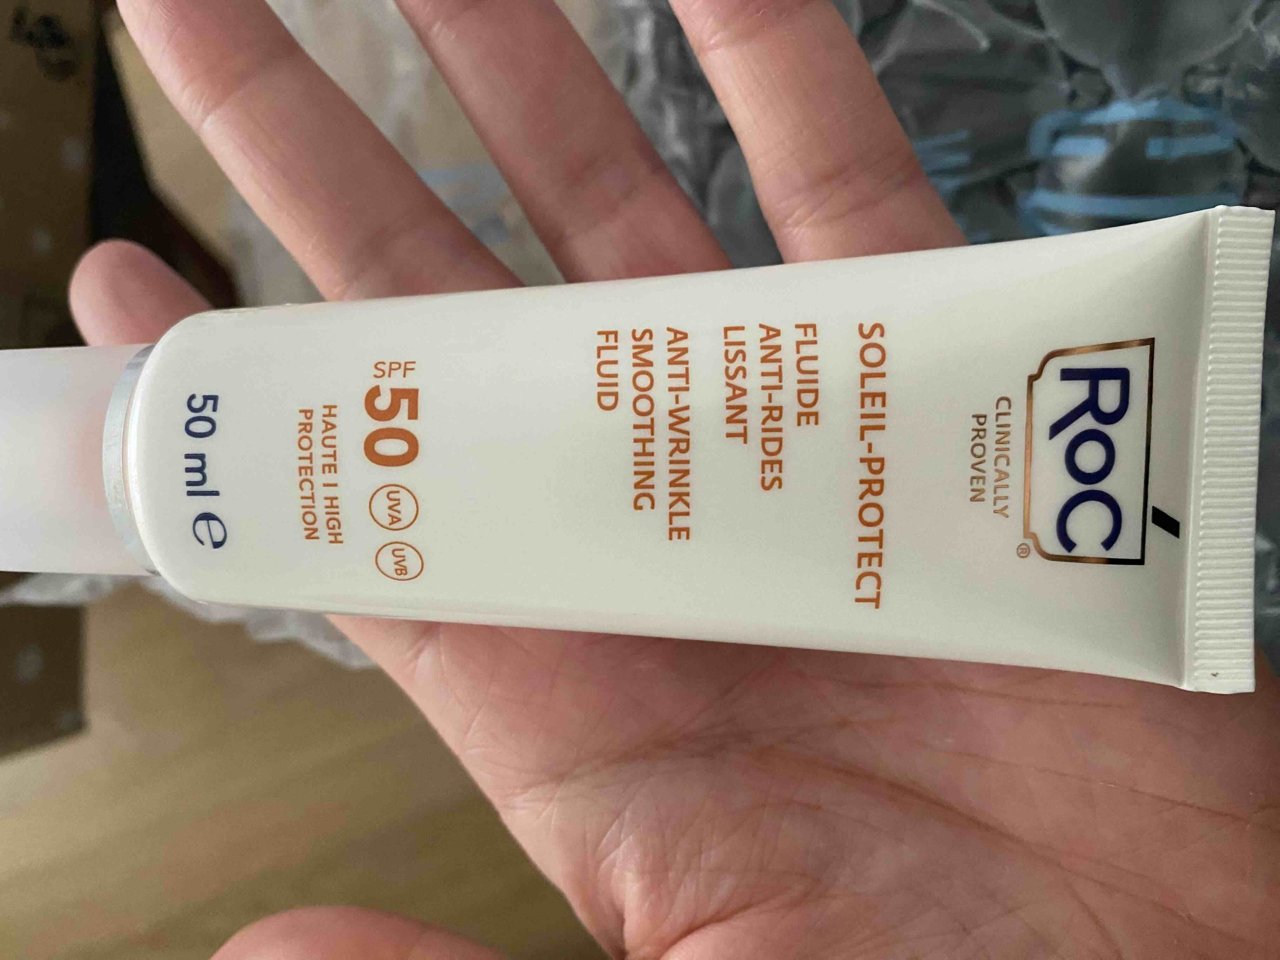 RoC
®
CLINICALLY
PROVEN
SOLEIL-PROTECT
FLUIDE
ANTI-RIDES
LISSANT
ANTI-WRINKLE
SMOOTHING
FLUID
SPF
50 UVA UVB
HAUTE I HIGH
PROTECTION
50 ml ℮